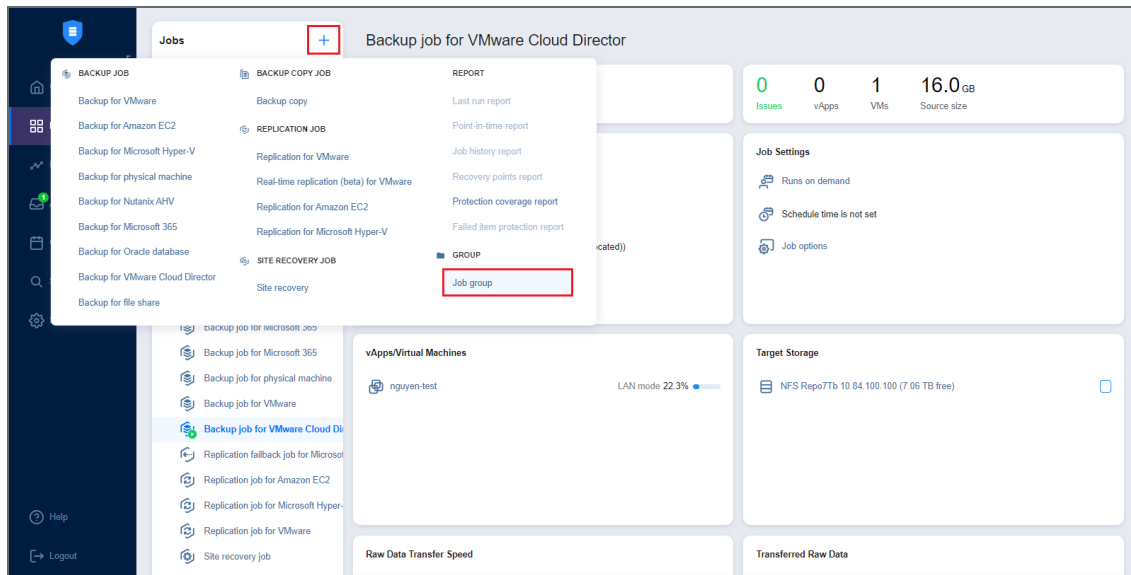 Jobs
+
Backup job for VMware Cloud Director
BACKUP JOB
Backup for VMware
Backup for Amazon EC2
Backup for Microsoft Hyper-V
Backup for physical machine
Backup for Nutanix AHV
Backup for Microsoft 365
Backup for Oracle database
Backup for VMware Cloud Director
Backup for file share
BACKUP COPY JOB
Backup copy
REPLICATION JOB
Replication for VMware
Real-time replication (beta) for VMware
Replication for Amazon EC2
Replication for Microsoft Hyper-V
SITE RECOVERY JOB
Site recovery
REPORT
Last run report
Point-in-time report
Job history report
Recovery points report
Protection coverage report
Failed item protection report
GROUP
Job group
cated))
0 0 1 16.0 GB
Issues vApps VMs Source size
Job Settings
Runs on demand
Schedule time is not set
Job options
1
Backup job for Microsoft 365
Backup job for Microsoft 365
Backup job for physical machine
Backup job for VMware
Backup job for VMware Cloud Di
Replication failback job for Microsof
Replication job for Amazon EC2
Replication job for Microsoft Hyper-
Replication job for VMware
Site recovery job
vApps/Virtual Machines
nguyen-test LAN mode 22.3%
Target Storage
NFS Repo7Tb 10.84.100.100 (7.06 TB free)
Raw Data Transfer Speed
Transferred Raw Data
Help
Logout